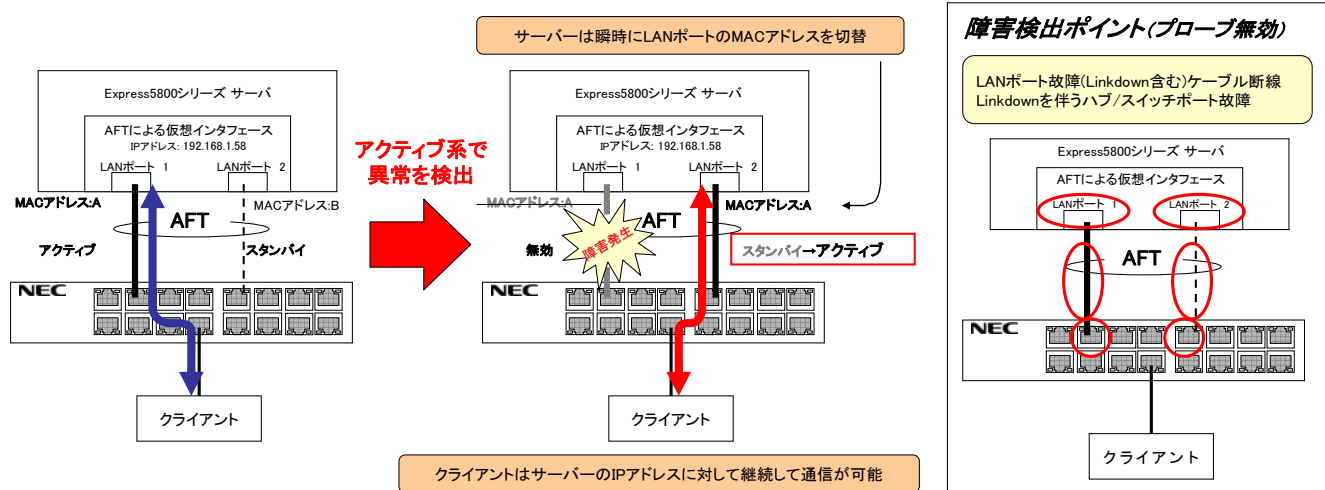 サーバーは瞬時にLANポートのMACアドレスを切替
Express5800シリーズ サーバ
AFTによる仮想インタフェース
IPアドレス: 192.168.1.58
LANポート 1
LANポート 2
MACアドレス:A
MACアドレス:B
AFT
アクティブ
スタンバイ
NEC
クライアント
アクティブ系で
異常を検出
Express5800シリーズ サーバ
AFTによる仮想インタフェース
IPアドレス: 192.168.1.58
LANポート 1
LANポート 2
MACアドレス:A
MACアドレス:A
AFT
無効
障害発生
スタンバイ→アクティブ
NEC
クライアント
クライアントはサーバーのIPアドレスに対して継続して通信が可能
障害検出ポイント(プローブ無効)
LANポート故障(Linkdown含む)ケーブル断線
Linkdownを伴うハブ/スイッチポート故障
Express5800シリーズ サーバ
AFTによる仮想インタフェース
LANポート 1
LANポート 2
AFT
NEC
クライアント